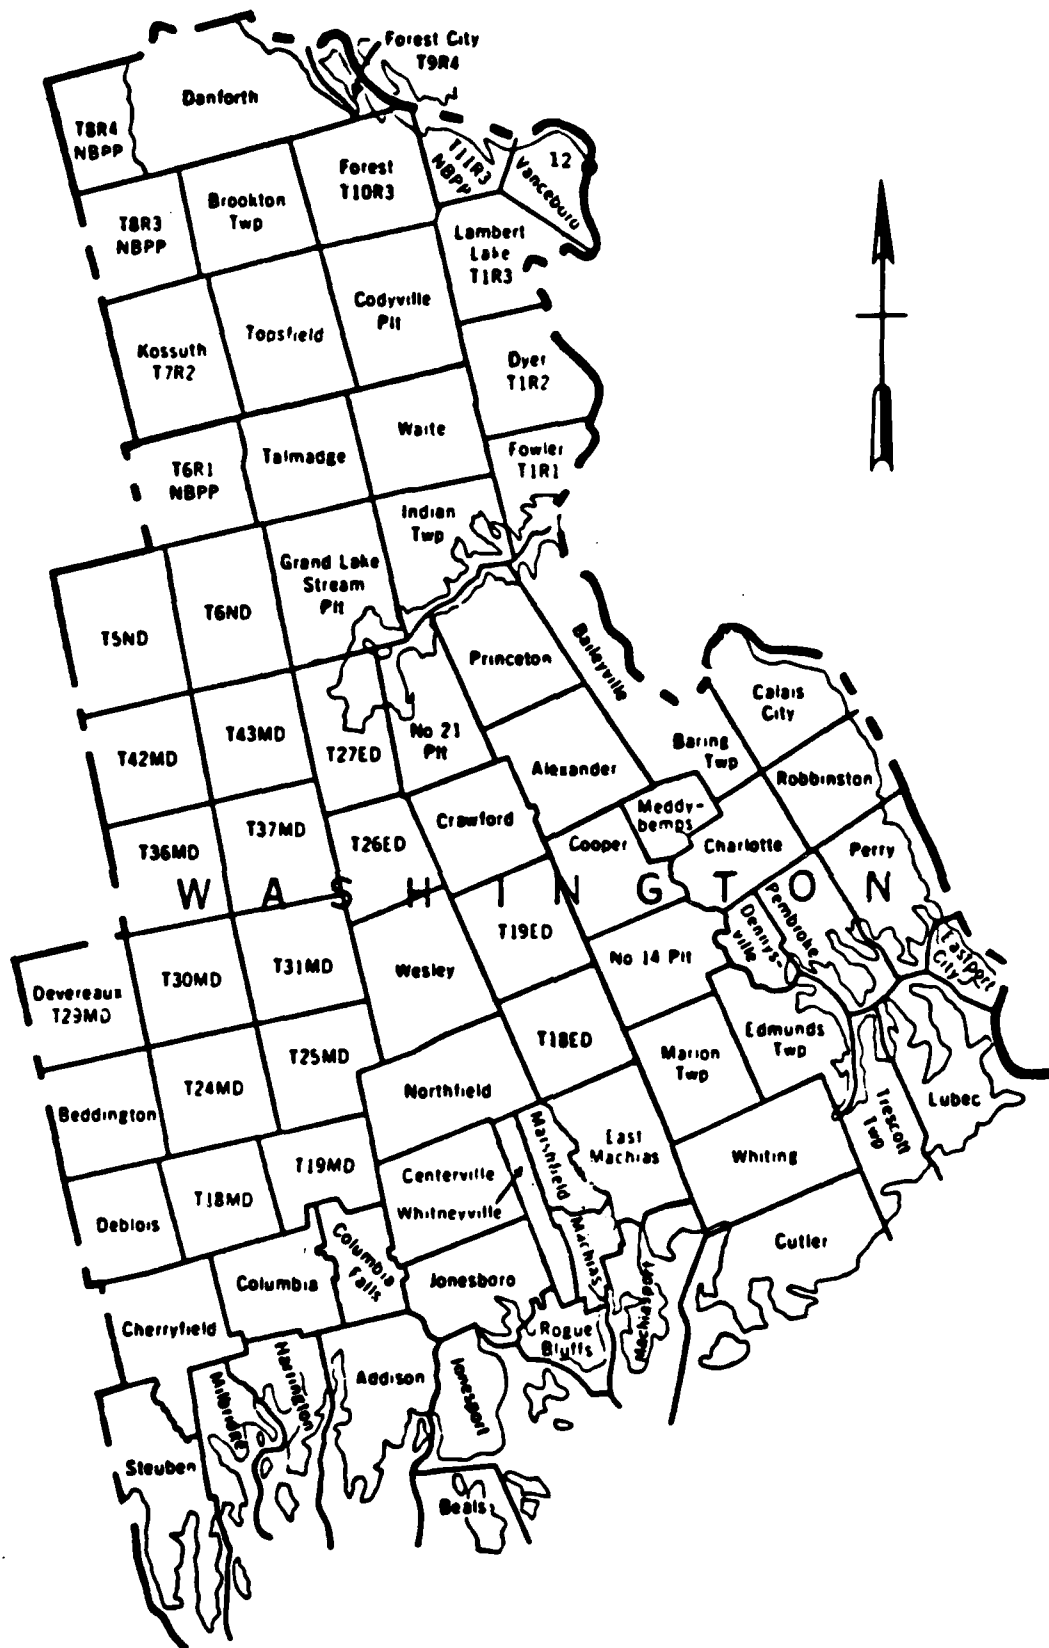 Forest City
T9R4
Danforth
T8R4
NBPP
Forest
T10R3
T11R3
NBPP
12
Vanceboro
Brookton
Twp
T8R3
NBPP
Lambert
Lake
T1R3
Codyville
Plt
Topsfield
Kossuth
T7R2
Dyer
T1R2
Waite
Talmadge
Fowler
T1R1
T6R1
NBPP
Indian
Twp
Grand Lake
Stream
Plt
T6ND
T5ND
Princeton
Baileyville
Calais
City
No 21
Plt
T43MD
T42MD
T27ED
Baring
Twp
Alexander
Robbinston
Meddy-
bemps
Crawford
T37MD
T36MD
T26ED
Cooper
Charlotte
Perry
WASHINGTON
Pembroke
Dennys-
ville
T19ED
Eastport
City
No 14 Plt
Wesley
T31MD
T30MD
Devereaux
T29MD
Edmunds
Twp
T18ED
Marion
Twp
T25MD
T24MD
Northfield
Beddington
Trescott
Twp
Lubec
Marshfield
East
Machias
Whiting
T19MD
Centerville
Whitneyville
T18MD
Deblois
Machias
Columbia
Falls
Cutler
Columbia
Jonesboro
Machiasport
Cherryfield
Rogue
Bluffs
Harrington
Addison
Jonesport
Milbridge
Steuben
Beals